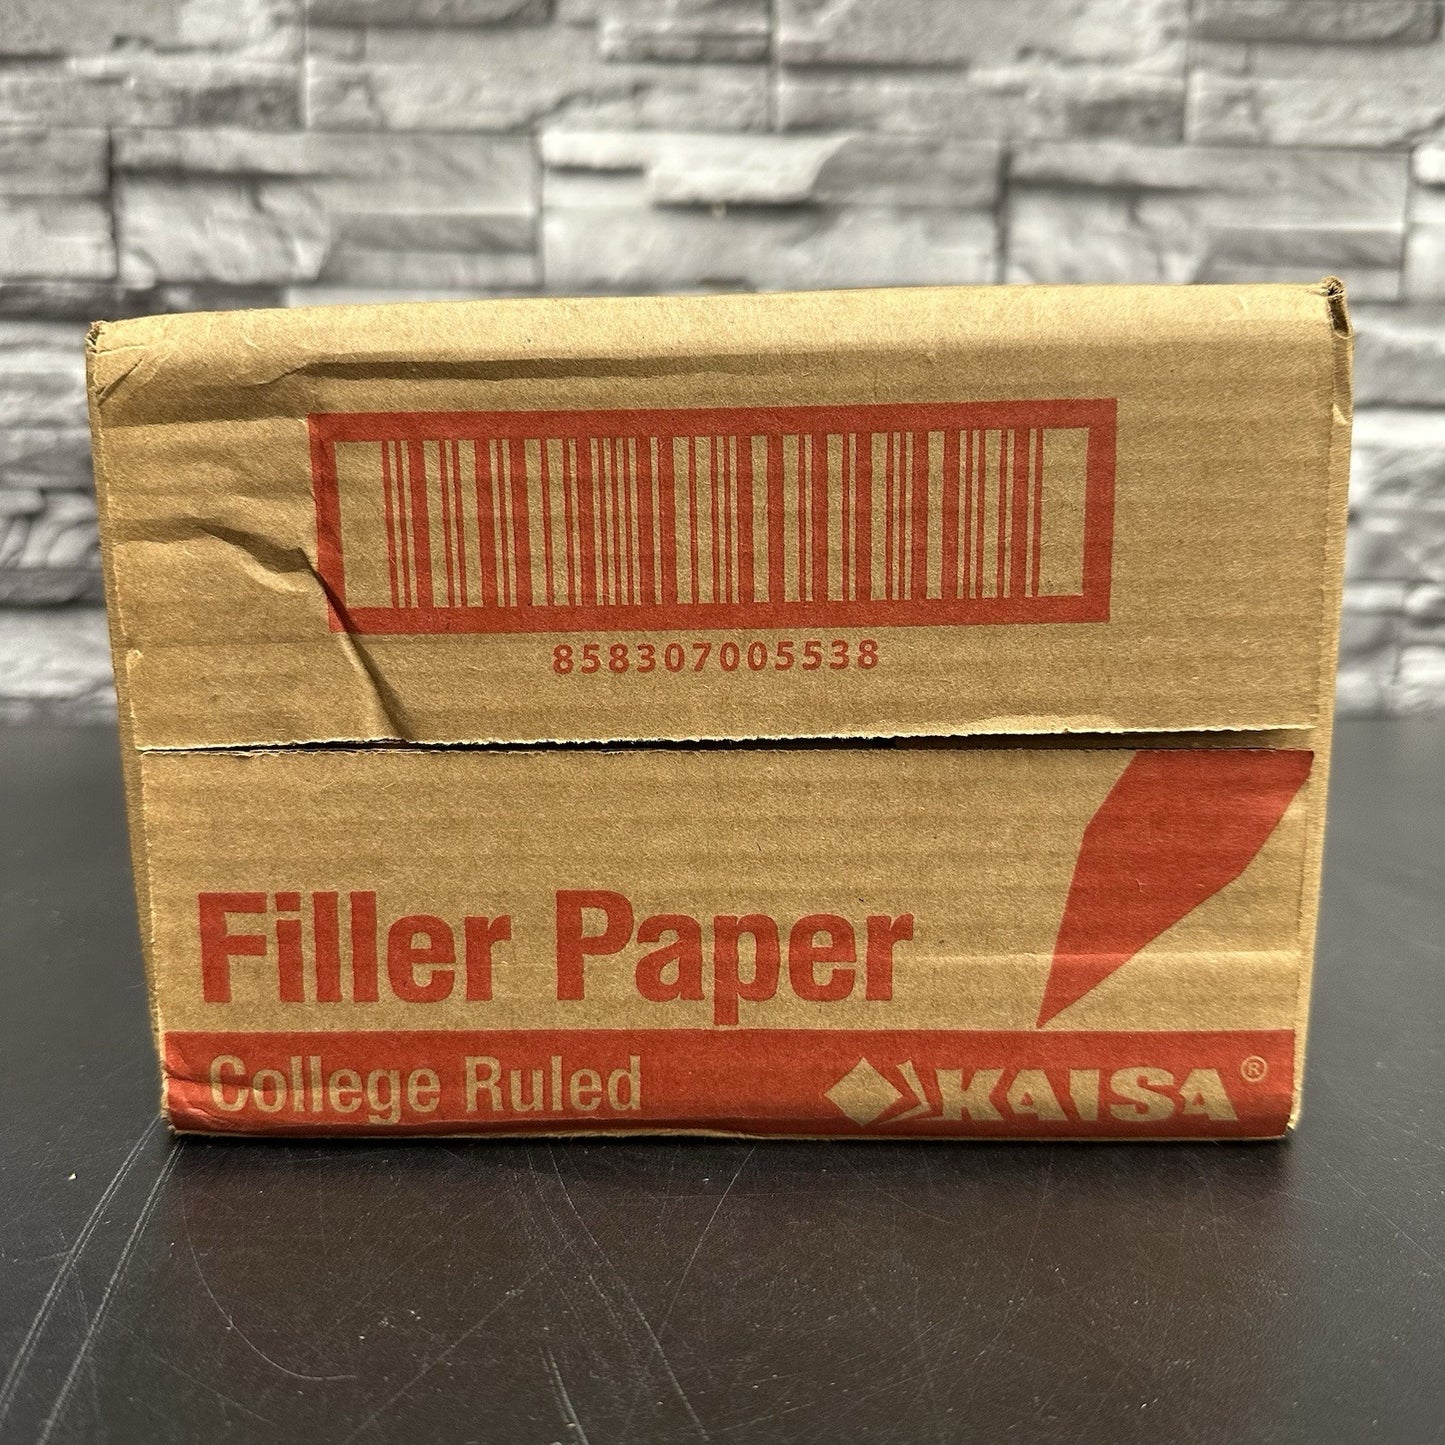 858307005538
Filler Paper
College Ruled KAISA®